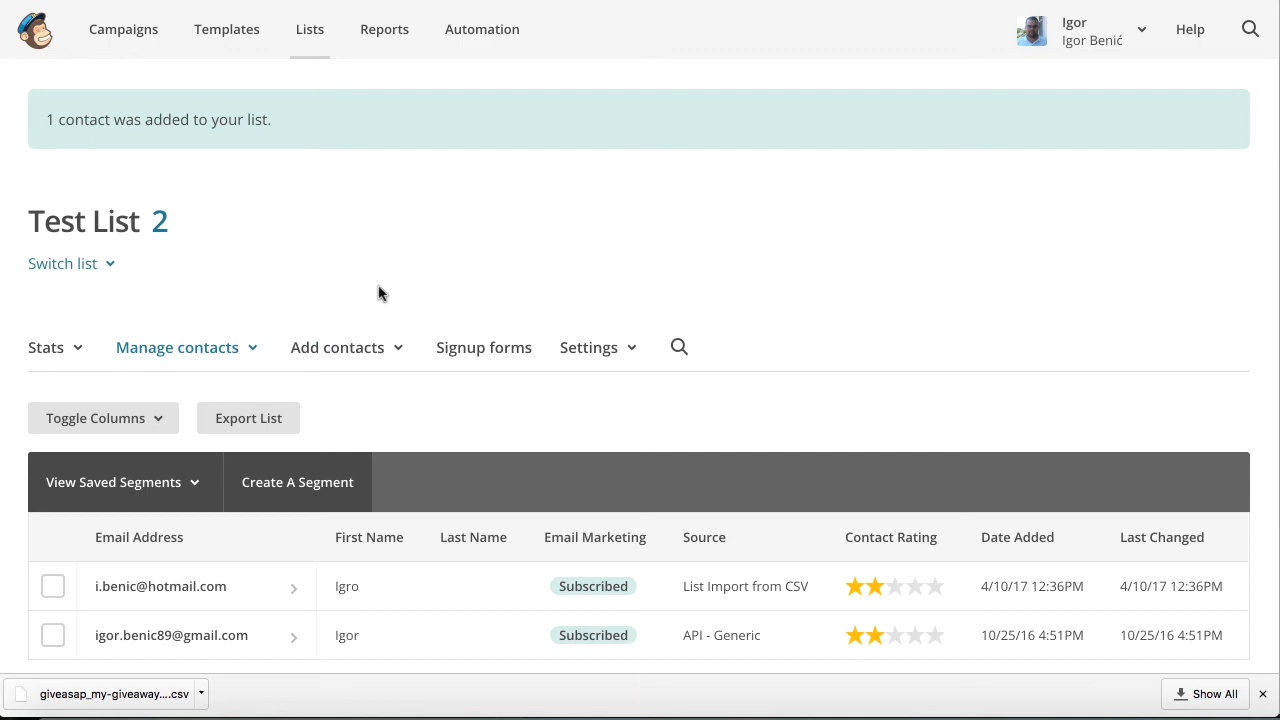 Campaigns Templates Lists Reports Automation
Igor
Igor Benić
Help
1 contact was added to your list.
Test List 2
Switch list
Stats Manage contacts Add contacts Signup forms Settings
Toggle Columns Export List
View Saved Segments Create A Segment
Email Address First Name Last Name Email Marketing Source Contact Rating Date Added Last Changed
i.benic@hotmail.com Igro Subscribed List Import from CSV 4/10/17 12:36PM 4/10/17 12:36PM
igor.benic89@gmail.com Igor Subscribed API - Generic 10/25/16 4:51PM 10/25/16 4:51PM
giveasap_my-giveaway....csv Show All